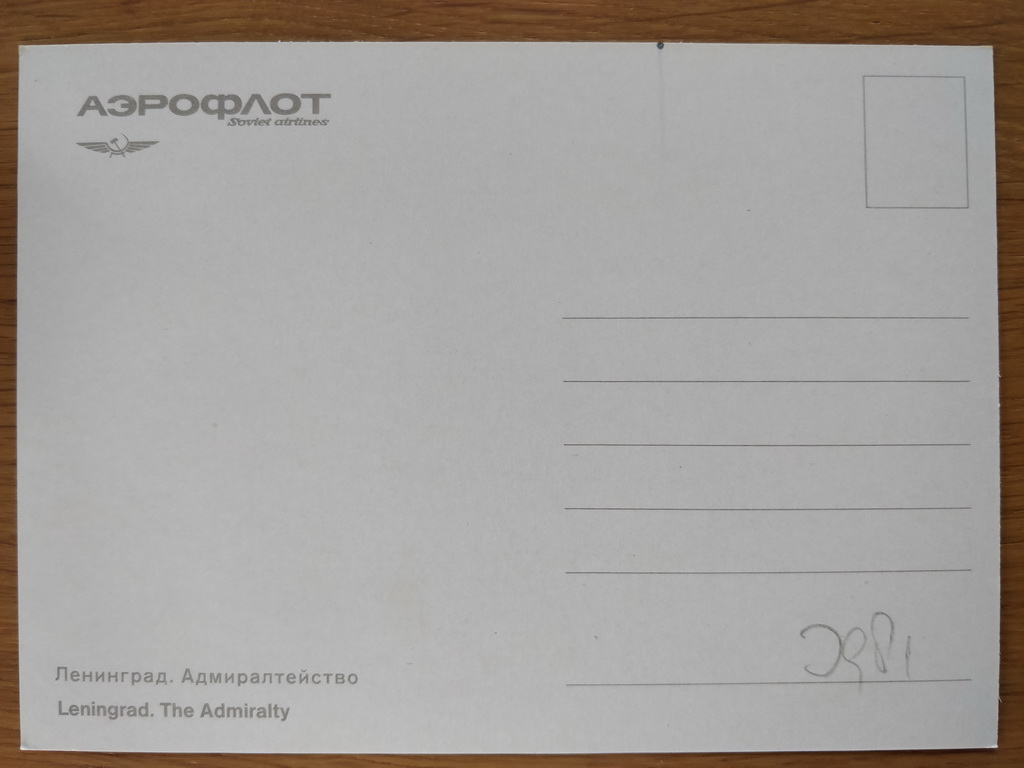 АЭРОФЛОТ
Soviet airlines
Ленинград. Адмиралтейство
Leningrad. The Admiralty